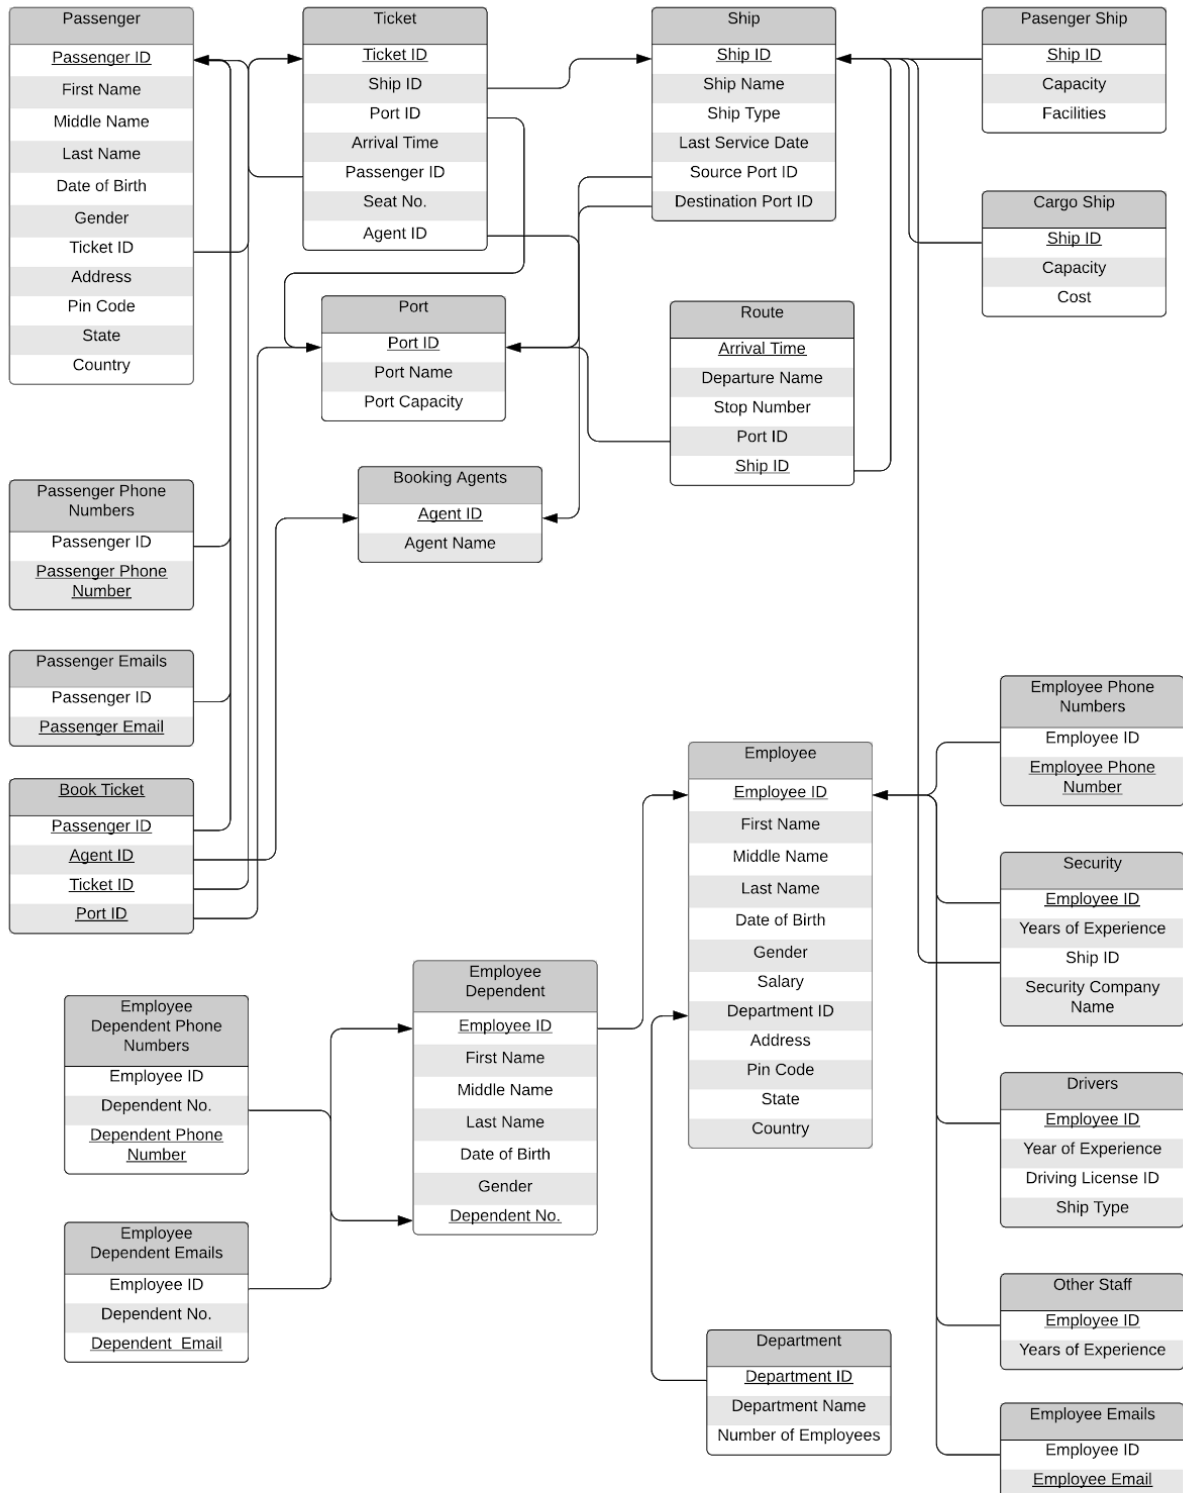 Passenger
Passenger ID
First Name
Middle Name
Last Name
Date of Birth
Gender
Ticket ID
Address
Pin Code
State
Country
Ticket
Ticket ID
Ship ID
Port ID
Arrival Time
Passenger ID
Seat No.
Agent ID
Ship
Ship ID
Ship Name
Ship Type
Last Service Date
Source Port ID
Destination Port ID
Pasenger Ship
Ship ID
Capacity
Facilities
Cargo Ship
Ship ID
Capacity
Cost
Port
Port ID
Port Name
Port Capacity
Route
Arrival Time
Departure Name
Stop Number
Port ID
Ship ID
Booking Agents
Agent ID
Agent Name
Passenger Phone
Numbers
Passenger ID
Passenger Phone
Number
Passenger Emails
Passenger ID
Passenger Email
Book Ticket
Passenger ID
Agent ID
Ticket ID
Port ID
Employee Phone
Numbers
Employee ID
Employee Phone
Number
Employee
Employee ID
First Name
Middle Name
Last Name
Date of Birth
Gender
Salary
Department ID
Address
Pin Code
State
Country
Security
Employee ID
Years of Experience
Ship ID
Security Company
Name
Employee
Dependent
Employee ID
First Name
Middle Name
Last Name
Date of Birth
Gender
Dependent No.
Employee
Dependent Phone
Numbers
Employee ID
Dependent No.
Dependent Phone
Number
Drivers
Employee ID
Year of Experience
Driving License ID
Ship Type
Employee
Dependent Emails
Employee ID
Dependent No.
Dependent Email
Other Staff
Employee ID
Years of Experience
Department
Department ID
Department Name
Number of Employees
Employee Emails
Employee ID
Employee Email